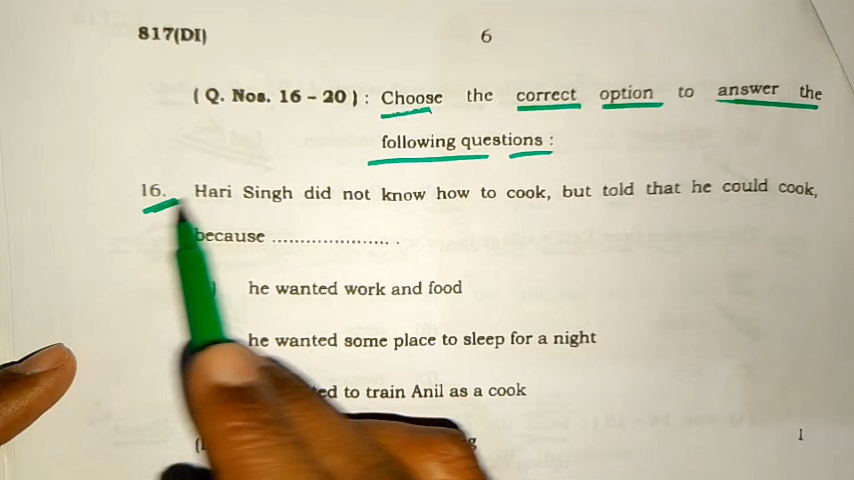 817(DI)
6
( Q. Nos. 16 – 20 ) : Choose the correct option to answer the
following questions :
16. Hari Singh did not know how to cook, but told that he could cook,
because ..................... .
he wanted work and food
he wanted some place to sleep for a night
to train Anil as a cook
1